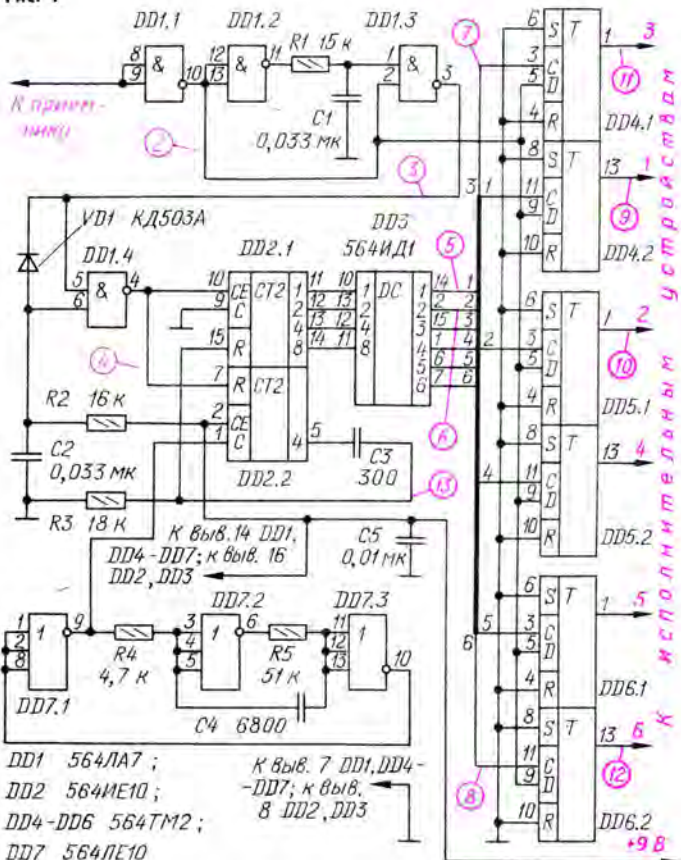 DD1.1 DD1.2 DD1.3
8 9 & 10
12 13 & 11
R1 15 к
1 2 & 3
C1
0,033 мк
К прием-
нику
2
3
VD1 КД503А
DD1.4
5 6 & 4
4
DD2.1
10 CE CT2 1 11
9 C 2 12
4 13
15 R 8 14
7 R CT2
2 CE
1 C 4 5
DD2.2
DD3
564ИД1
10 1 DC 1 14 1
13 2 2 2 2
12 4 3 15 3
11 8 4 1 4
5 6 5
6 7 6
5
6
R2 16 к
C2
0,033 мк
R3 18 к
C3
300
13
К выв. 14 DD1,
DD4-DD7; к выв. 16
DD2, DD3
C5
0,01 мк
DD7.1
1 2 8 1 9
R4
4,7 к
DD7.2
3 4 5 1 6
R5
51 к
DD7.3
11 12 13 1 10
C4 6800
7
3 1
2
4
5
6
8
6 S T 1 3
3 C 11
5 D
4 R DD4.1
8 S T 13 1
11 C 9
9 D
10 R DD4.2
6 S T 1 2
3 C 10
5 D
4 R DD5.1
8 S T 13 4
11 C
9 D
10 R DD5.2
6 S T 1 5
3 C
5 D
4 R DD6.1
8 S T 13 6
11 C 12
9 D
10 R DD6.2
К исполнительным устройствам
+9 В
DD1 564ЛА7;
DD2 564ИЕ10;
DD4-DD6 564ТМ2;
DD7 564ЛЕ10
К выв. 7 DD1, DD4-
-DD7; к выв.
8 DD2, DD3